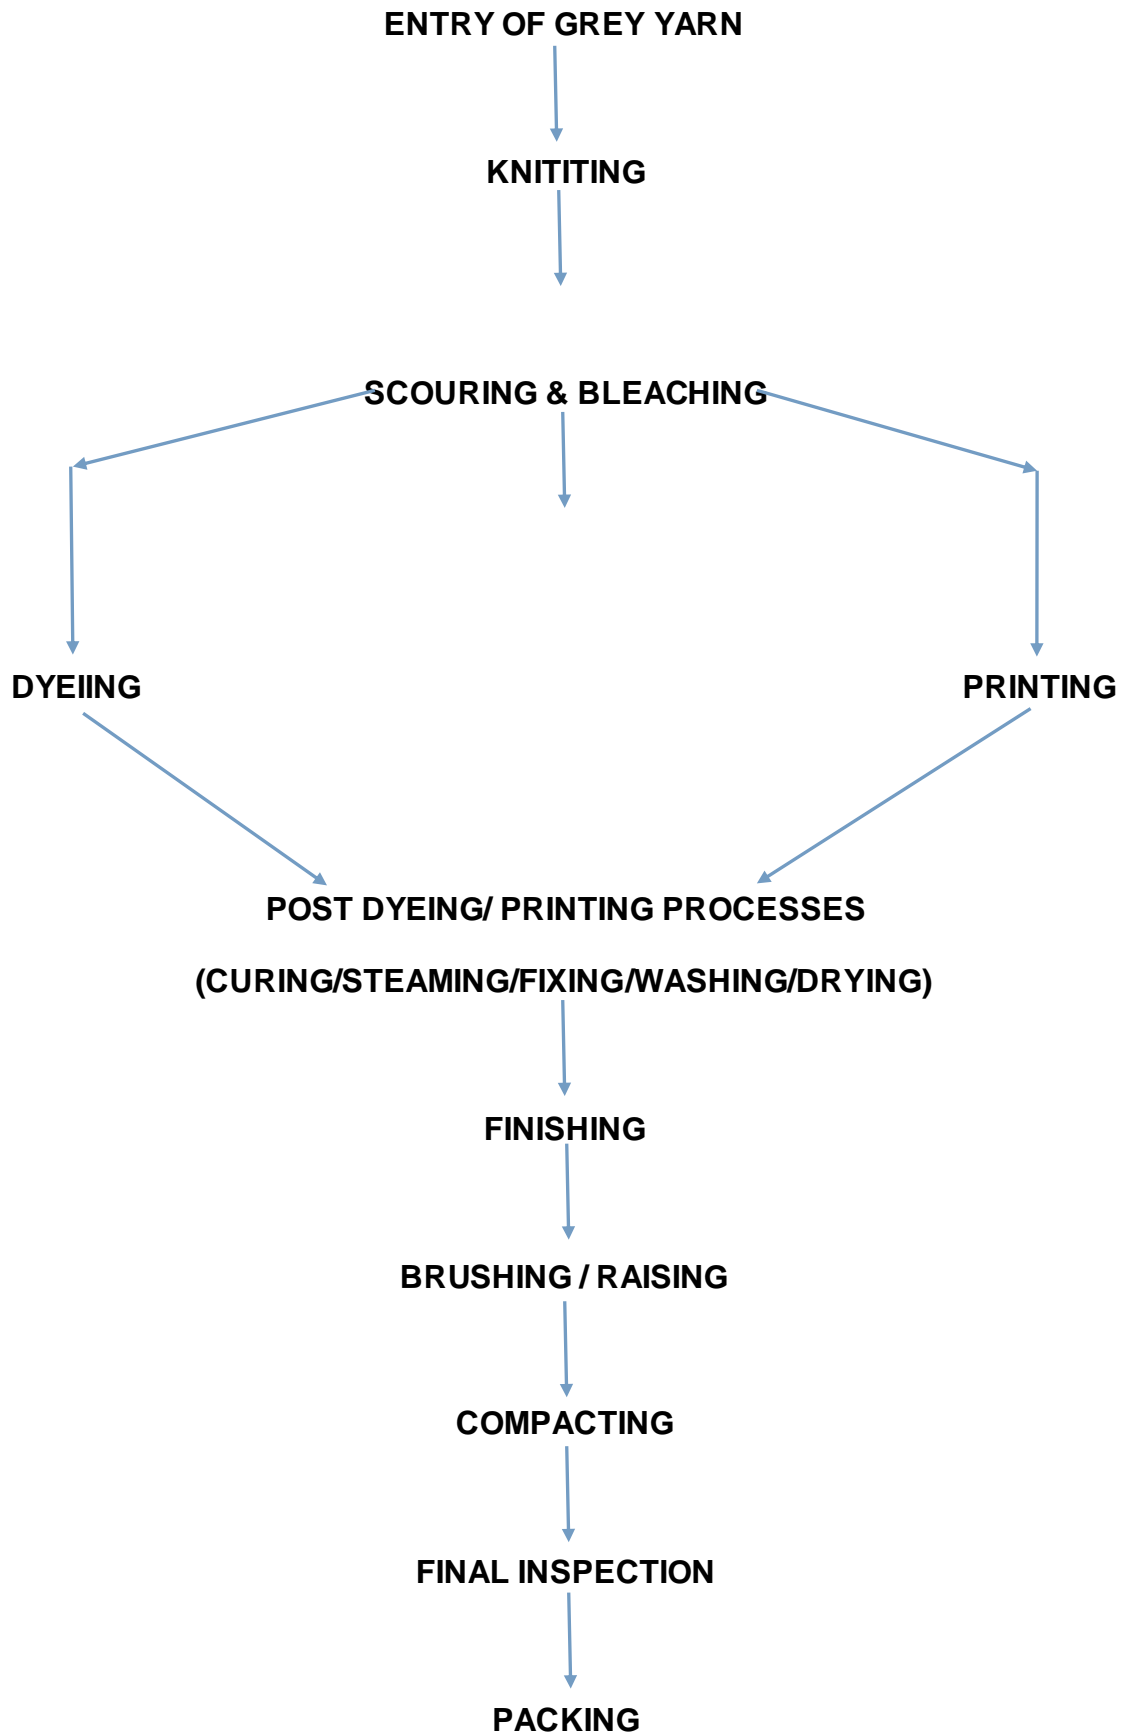 ENTRY OF GREY YARN
KNITITING
SCOURING & BLEACHING
DYEIING
PRINTING
POST DYEING/ PRINTING PROCESSES
(CURING/STEAMING/FIXING/WASHING/DRYING)
FINISHING
BRUSHING / RAISING
COMPACTING
FINAL INSPECTION
PACKING